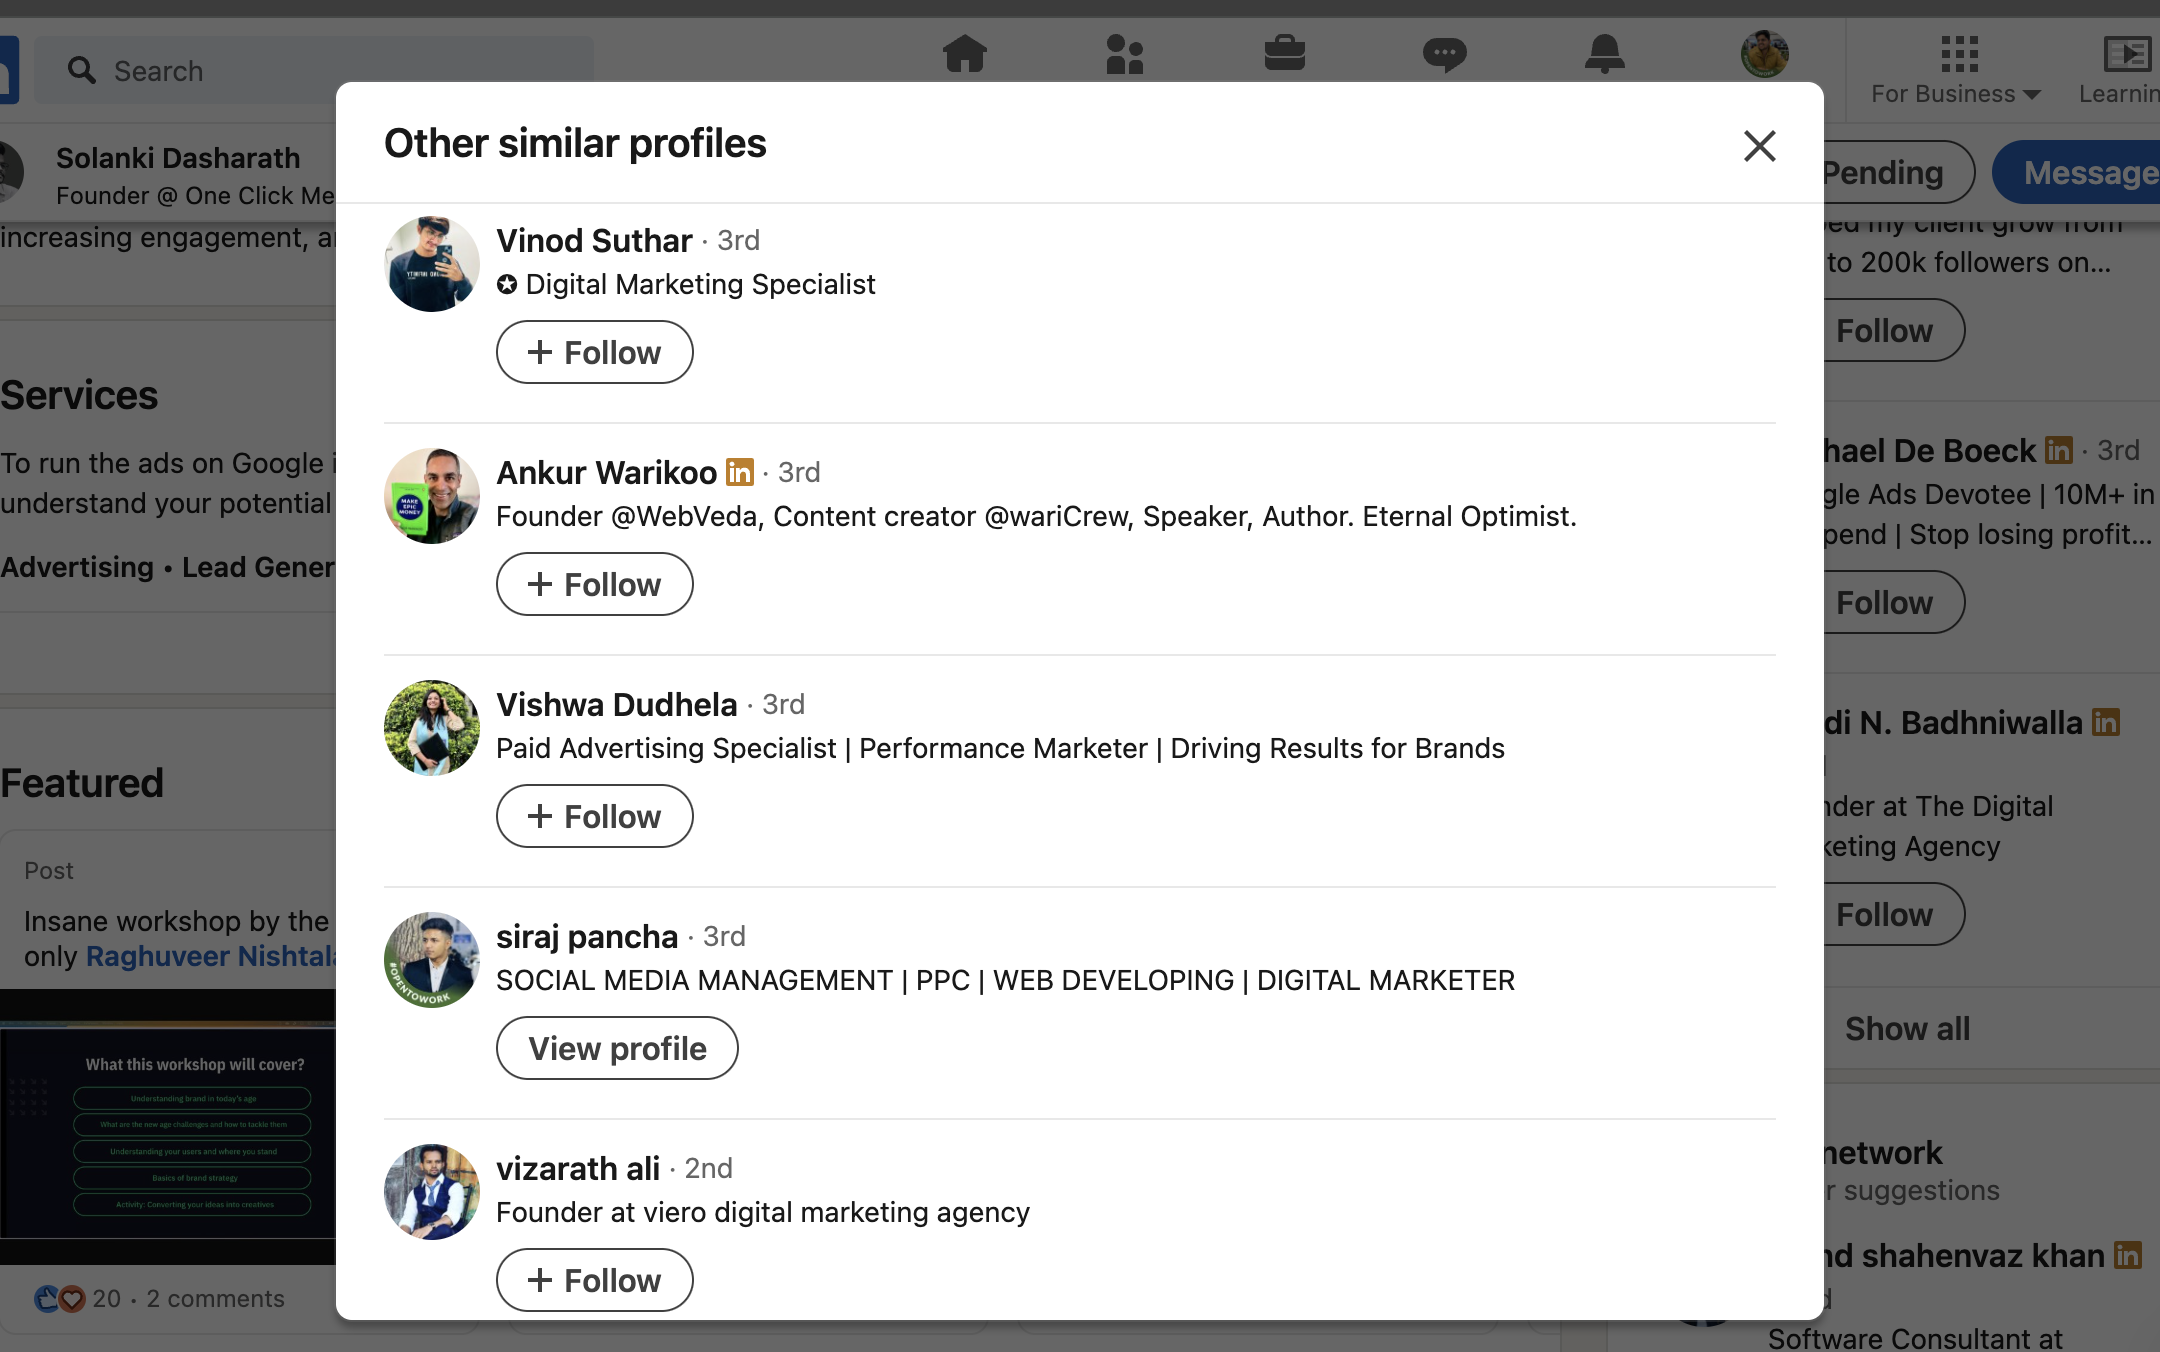 Search
For Business
Learnin
Solanki Dasharath
Founder @ One Click Me
Pending
Message
increasing engagement, a
Services
To run the ads on Google
understand your potential
Advertising • Lead Gener
Featured
Post
Insane workshop by the
only Raghuveer Nishtala
What this workshop will cover?
Understanding brand in today's age
What are the new age challenges and how to tackle them
Understanding your users and where you stand
Basics of brand strategy
Activity: Converting your ideas into creatives
20 · 2 comments
Other similar profiles
Vinod Suthar · 3rd
✪ Digital Marketing Specialist
+ Follow
Ankur Warikoo in · 3rd
Founder @WebVeda, Content creator @wariCrew, Speaker, Author. Eternal Optimist.
+ Follow
MAKE
EPIC
MONEY
Vishwa Dudhela · 3rd
Paid Advertising Specialist | Performance Marketer | Driving Results for Brands
+ Follow
siraj pancha · 3rd
SOCIAL MEDIA MANAGEMENT | PPC | WEB DEVELOPING | DIGITAL MARKETER
#OPENTOWORK
View profile
vizarath ali · 2nd
Founder at viero digital marketing agency
+ Follow
my client grow from
to 200k followers on...
Follow
hael De Boeck in · 3rd
gle Ads Devotee | 10M+ in
pend | Stop losing profit...
Follow
di N. Badhniwalla in
nder at The Digital
keting Agency
Follow
Show all
network
r suggestions
nd shahenvaz khan in
Software Consultant at